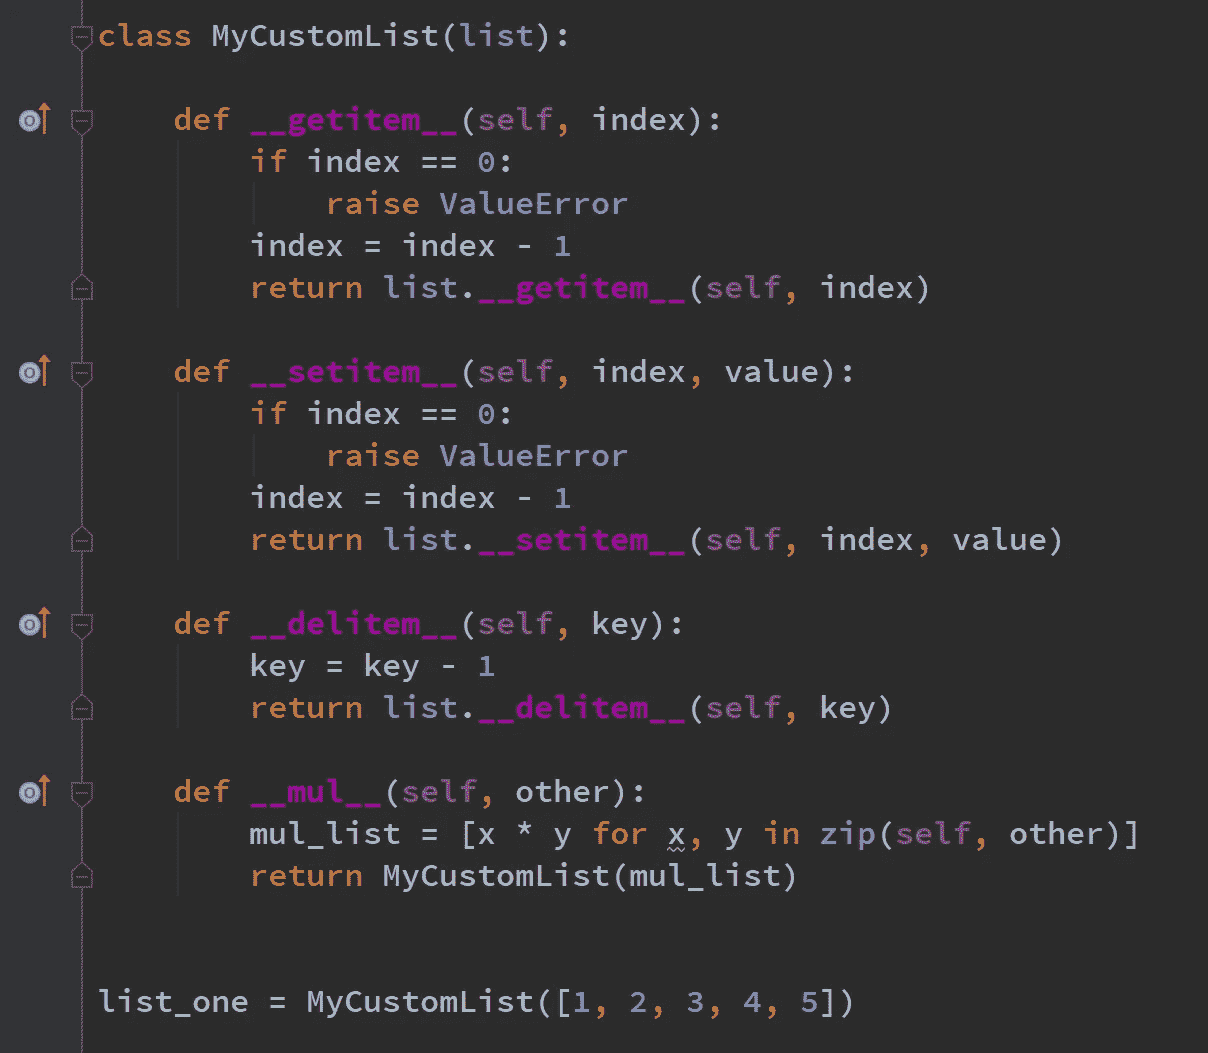 class MyCustomList(list):
def __getitem__(self, index):
if index == 0:
raise ValueError
index = index - 1
return list.__getitem__(self, index)
def __setitem__(self, index, value):
if index == 0:
raise ValueError
index = index - 1
return list.__setitem__(self, index, value)
def __delitem__(self, key):
key = key - 1
return list.__delitem__(self, key)
def __mul__(self, other):
mul_list = [x * y for x, y in zip(self, other)]
return MyCustomList(mul_list)
list_one = MyCustomList([1, 2, 3, 4, 5])